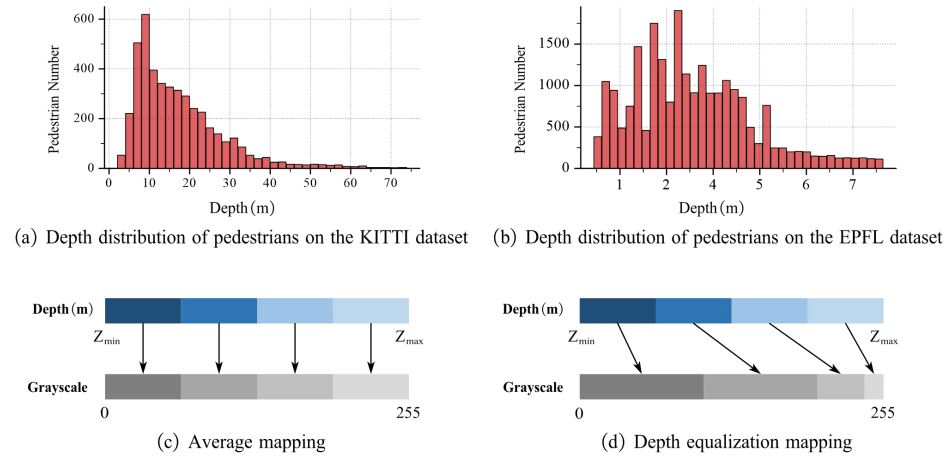 600
400
200
0
Pedestrian Number
0 10 20 30 40 50 60 70
Depth(m)
(a) Depth distribution of pedestrians on the KITTI dataset
1500
1000
500
0
Pedestrian Number
1 2 4 5 6 7
Depth(m)
(b) Depth distribution of pedestrians on the EPFL dataset
Depth(m)
Zmin Zmax
Grayscale
0 255
(c) Average mapping
Depth(m)
Zmin Zmax
Grayscale
0 255
(d) Depth equalization mapping